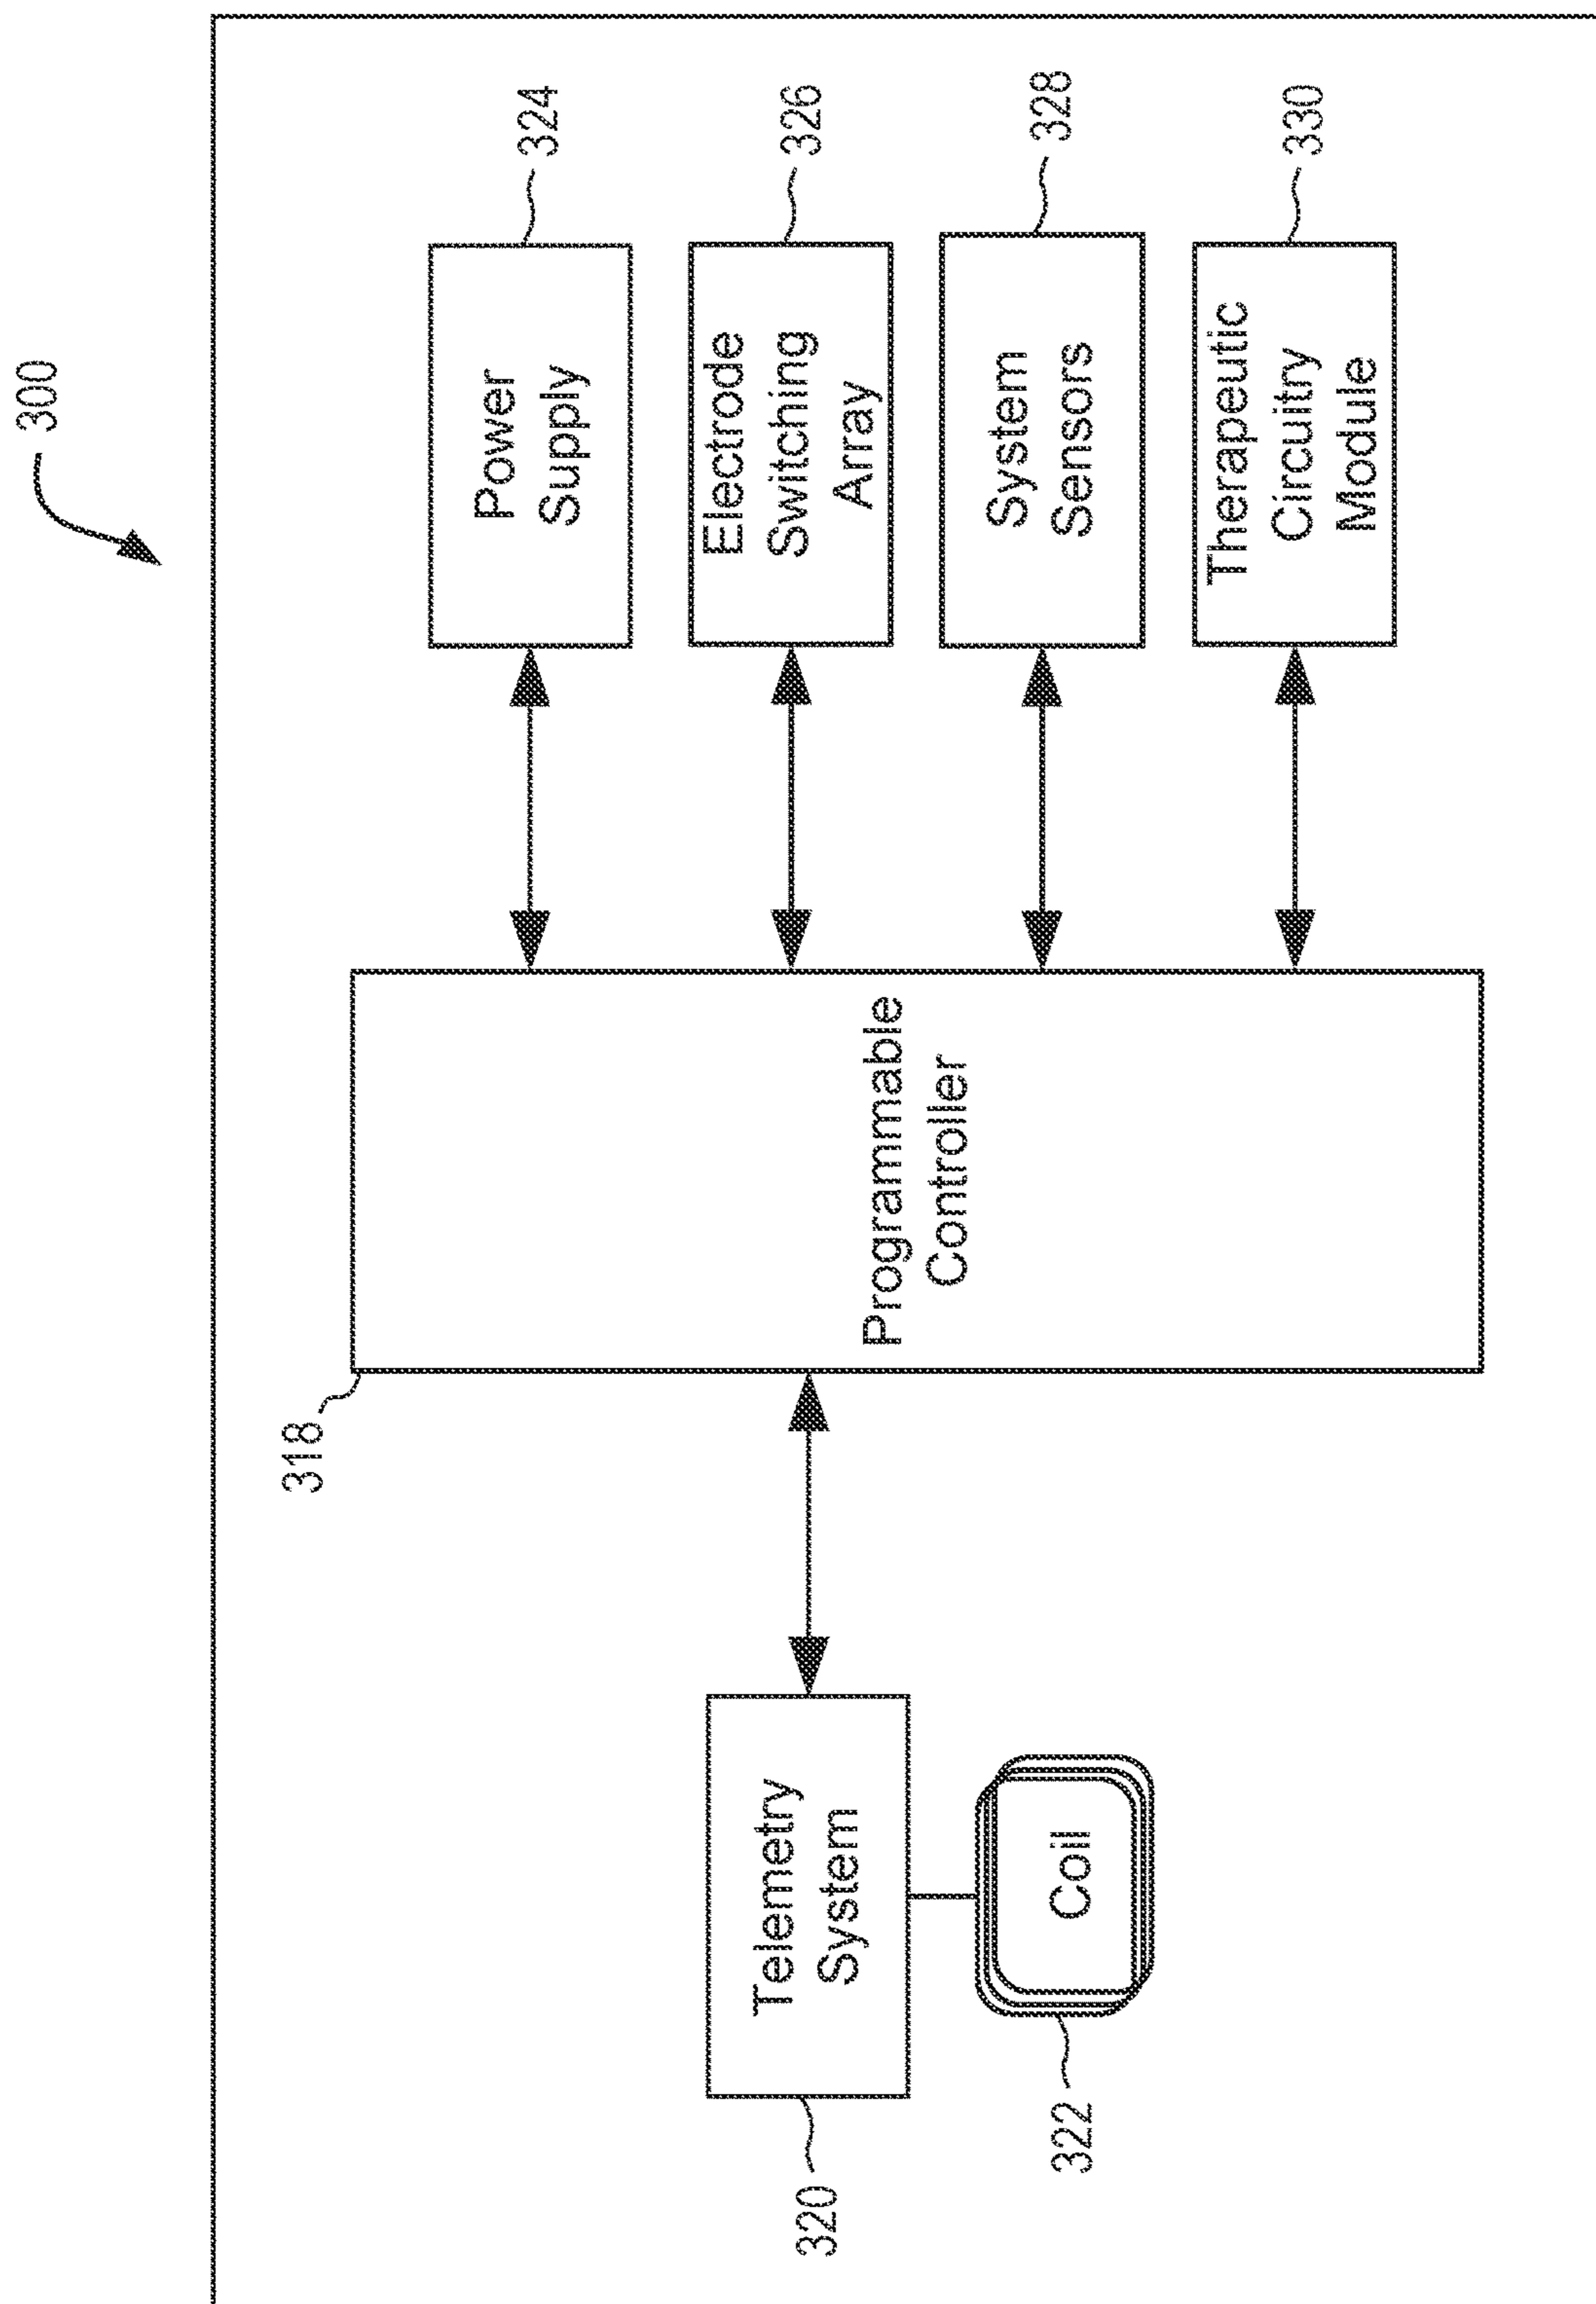 300
318
320
Telemetry
System
322
Coil
Programmable
Controller
Power
Supply
324
Electrode
Switching
Array
326
System
Sensors
328
Therapeutic
Circuitry
Module
330